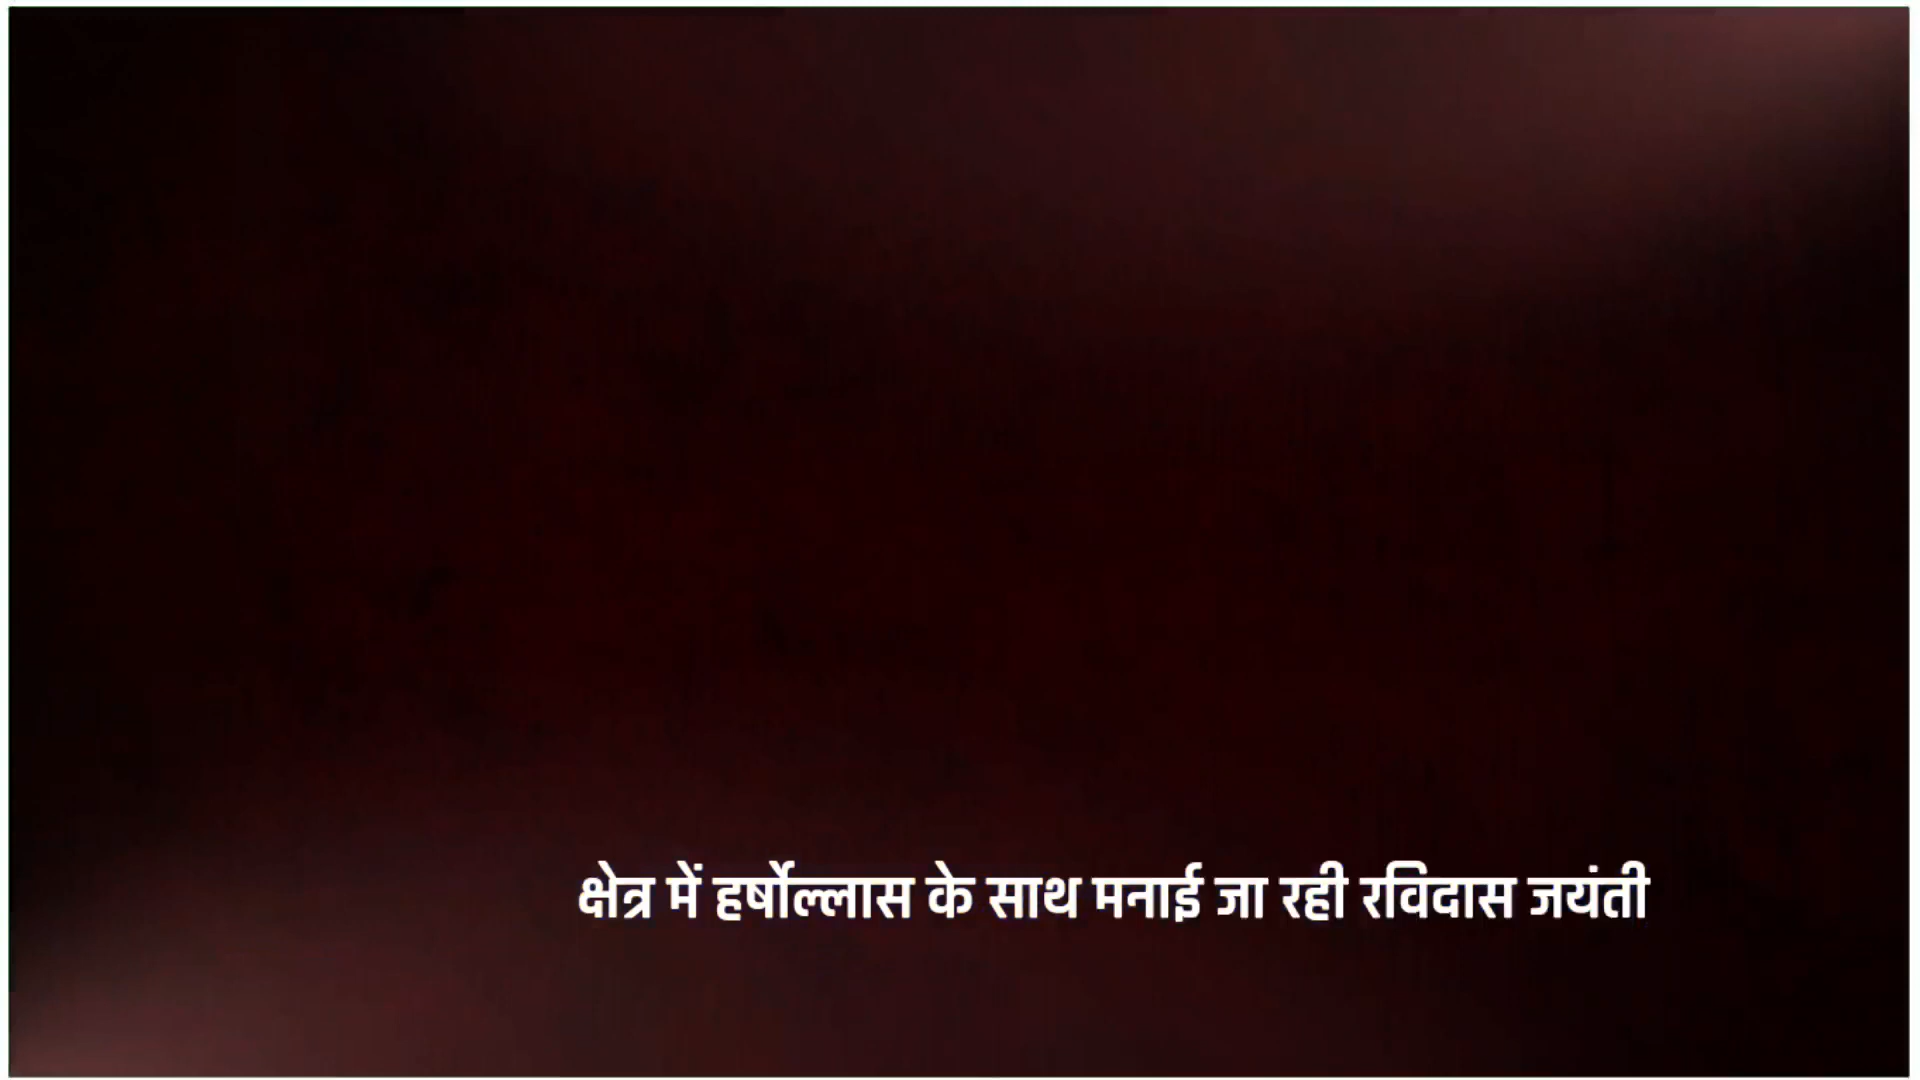 क्षेत्र में हर्षोल्लास के साथ मनाई जा रही रविदास जयंती